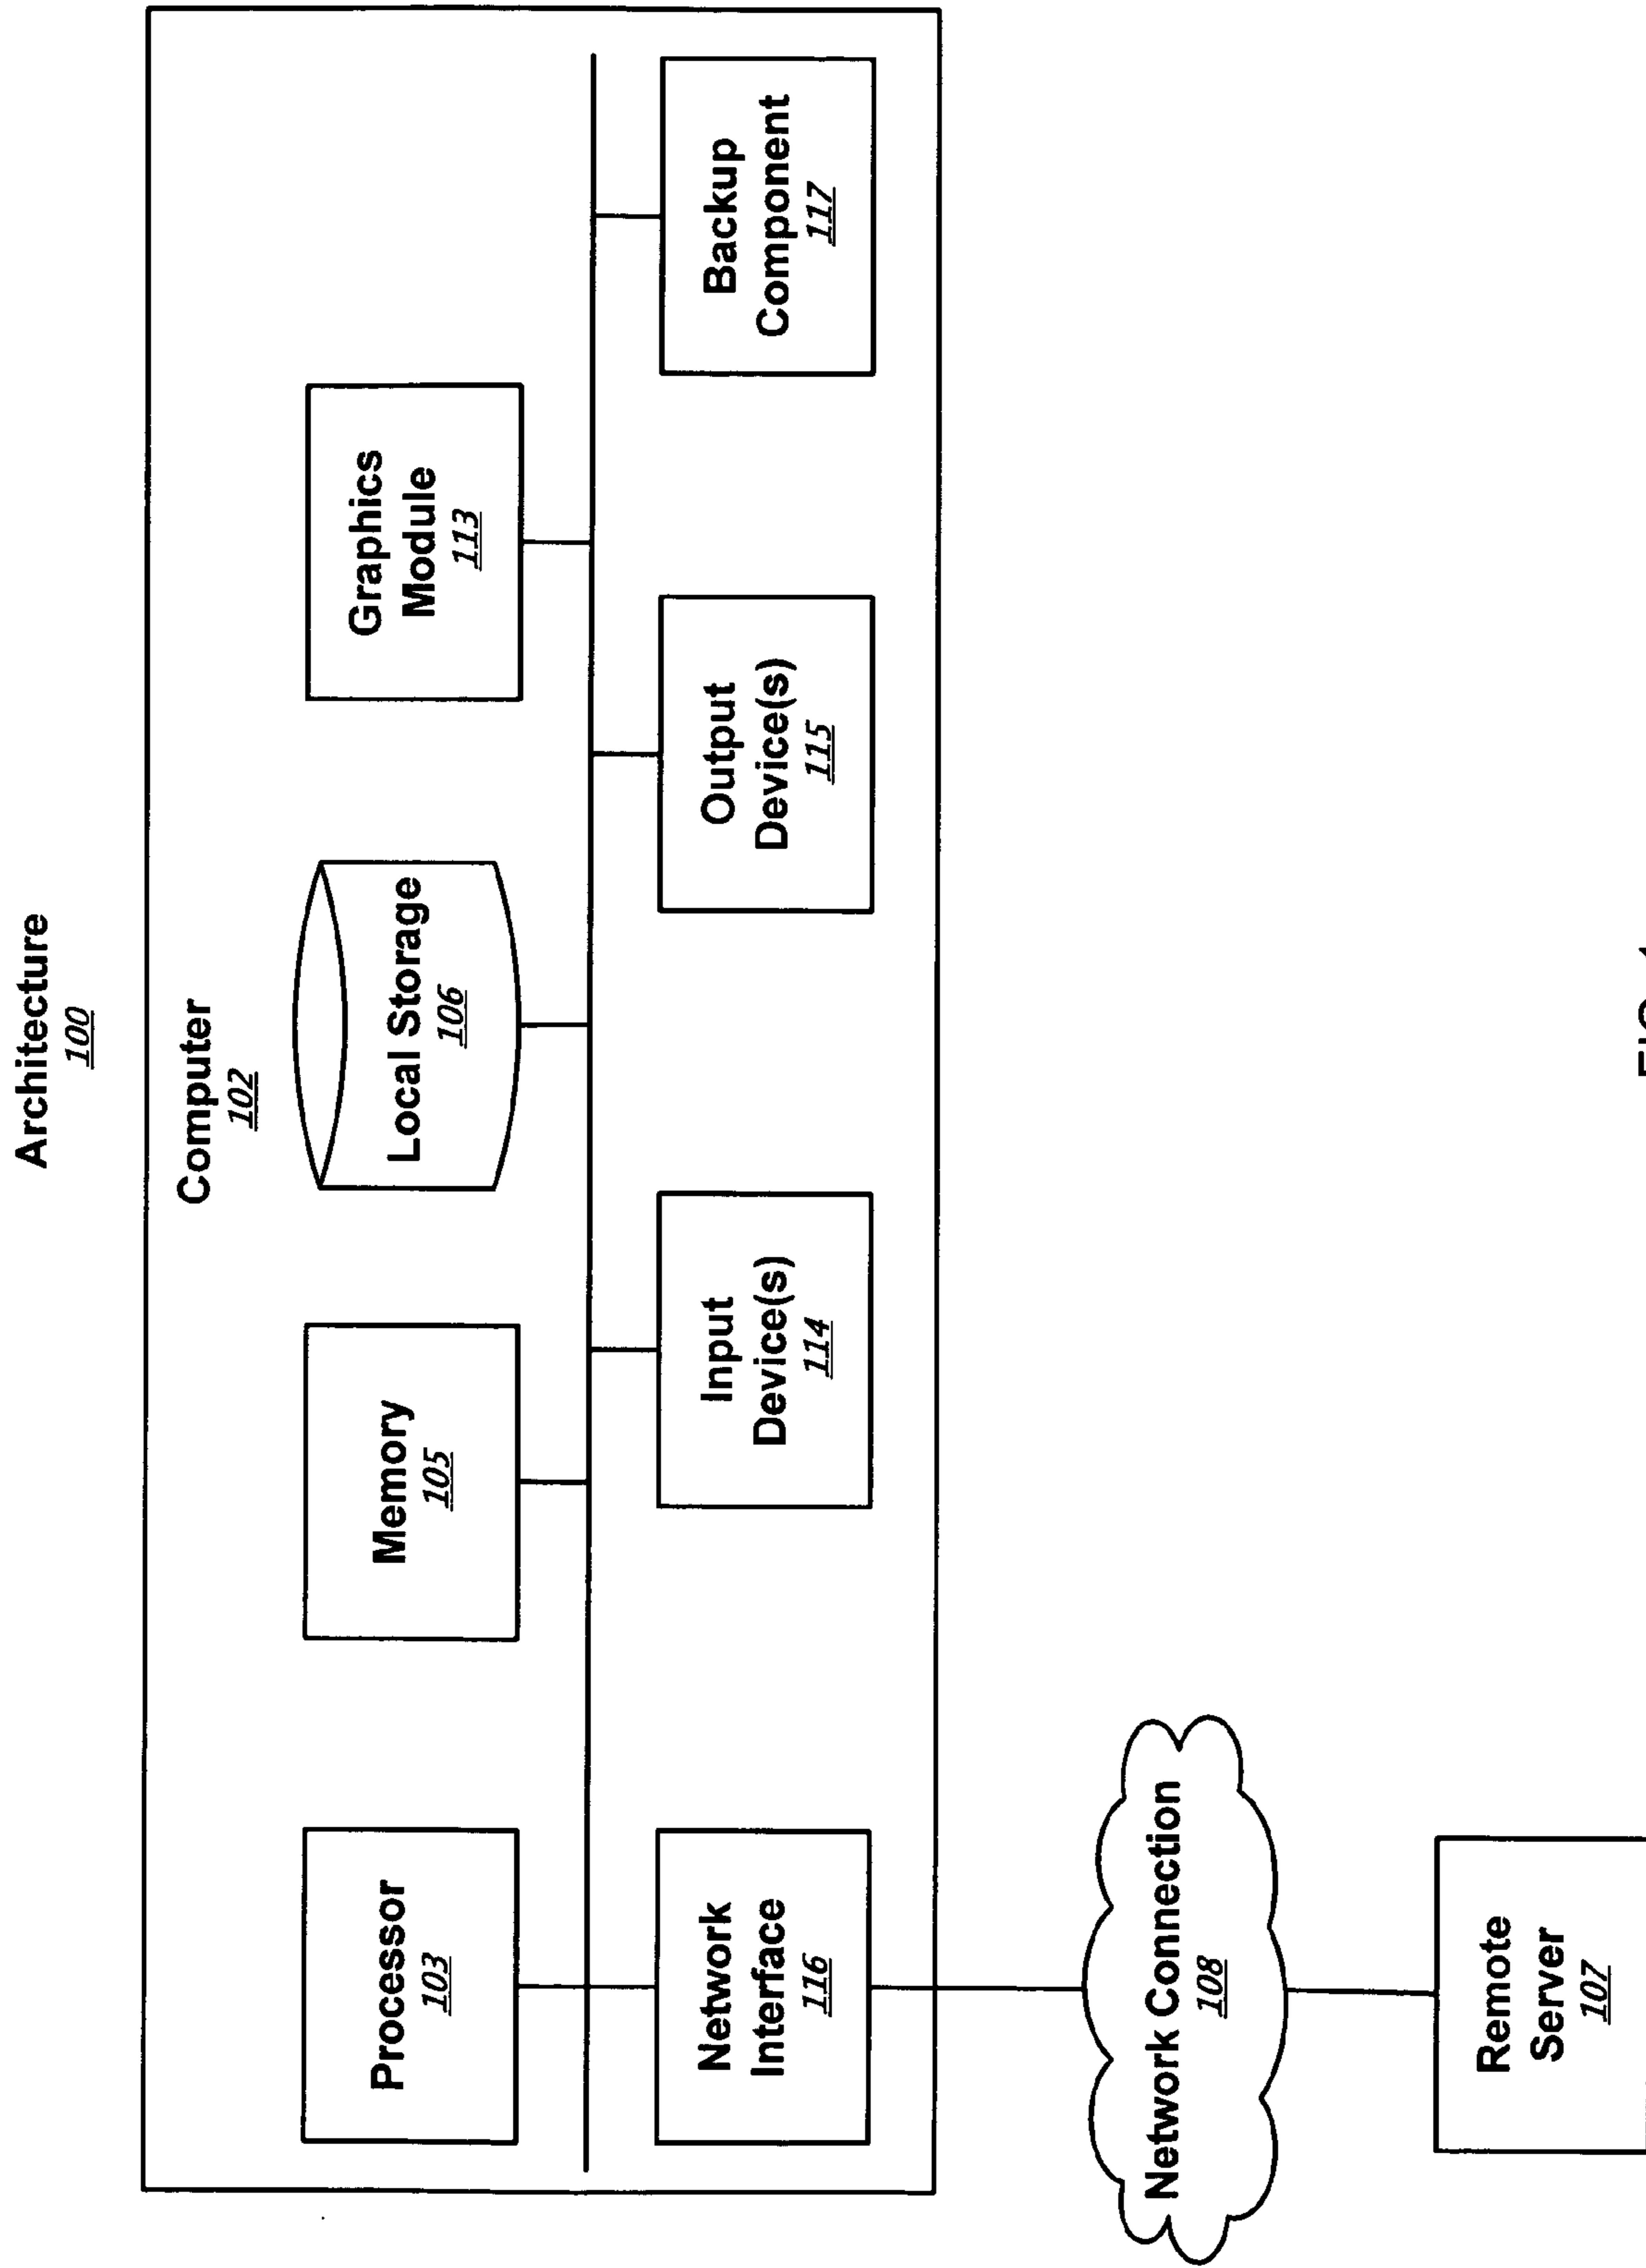 Architecture
100
Computer
102
Processor
103
Memory
105
Local Storage
106
Graphics
Module
113
Network
Interface
116
Input
Device(s)
114
Output
Device(s)
115
Backup
Component
117
Network Connection
108
Remote
Server
107